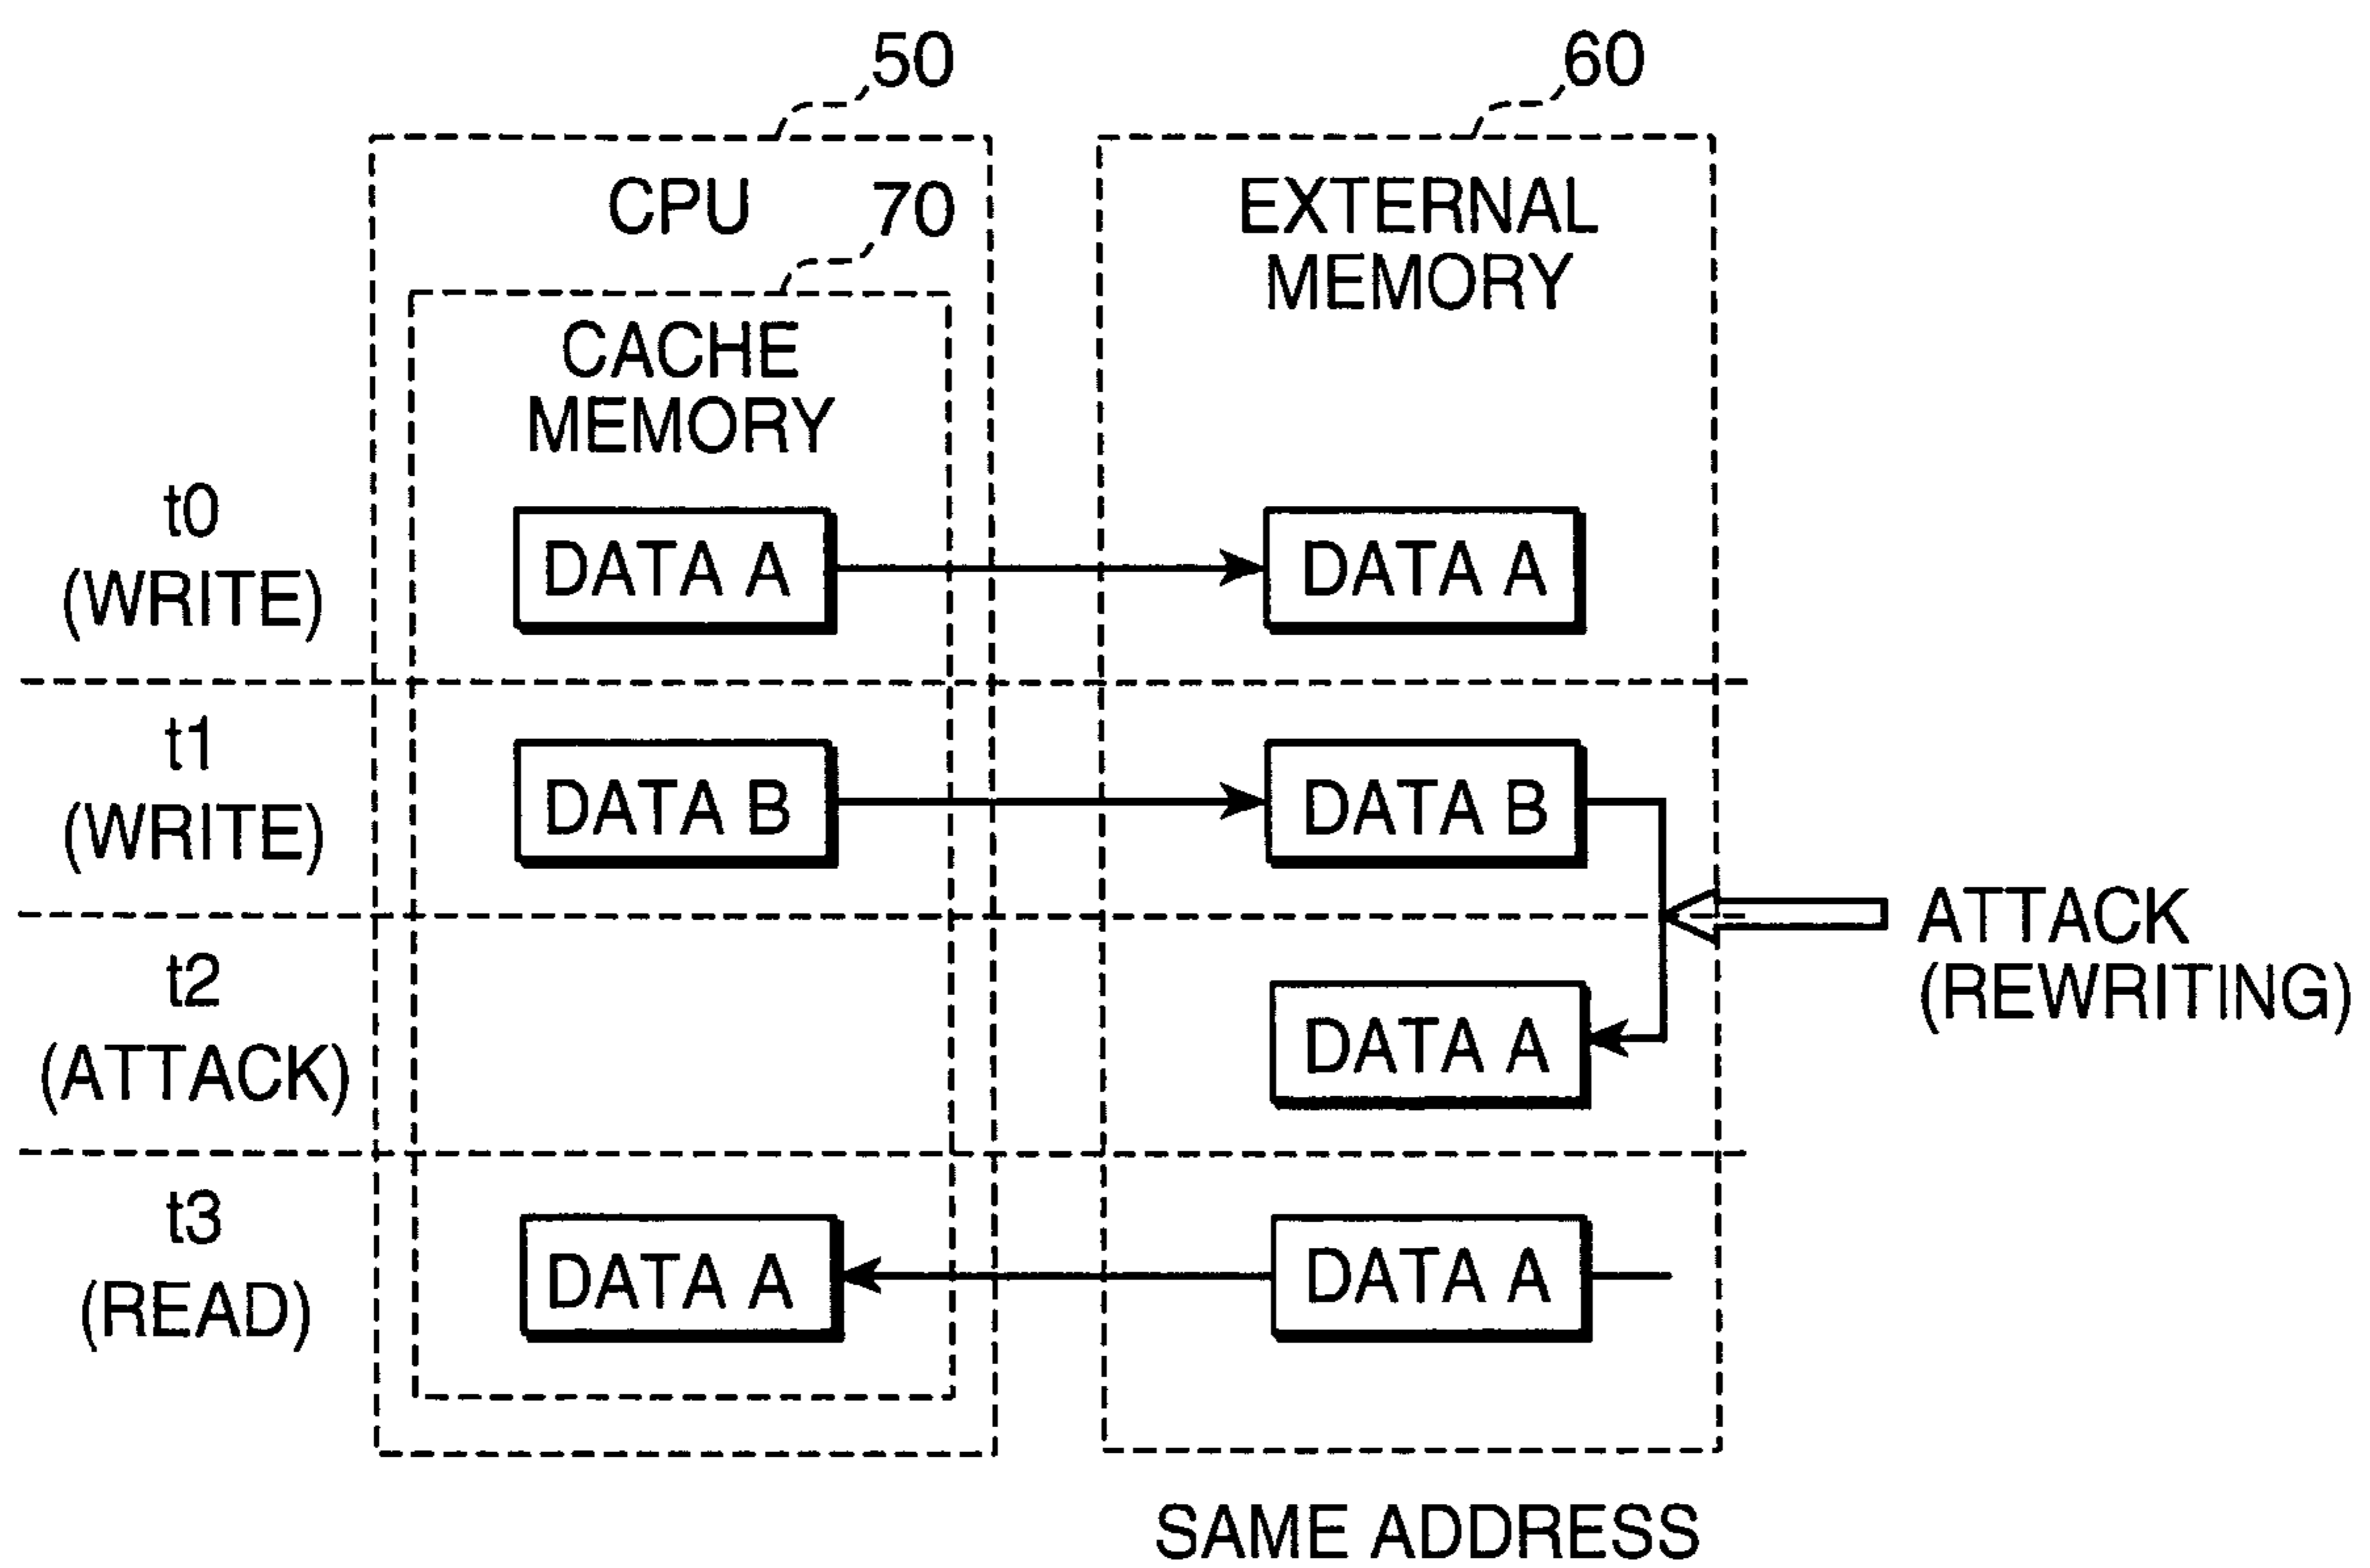 50
60
CPU
70
EXTERNAL
MEMORY
CACHE
MEMORY
t0
(WRITE)
DATA A
DATA A
t1
(WRITE)
DATA B
DATA B
ATTACK
(REWRITING)
t2
(ATTACK)
DATA A
t3
(READ)
DATA A
DATA A
SAME ADDRESS